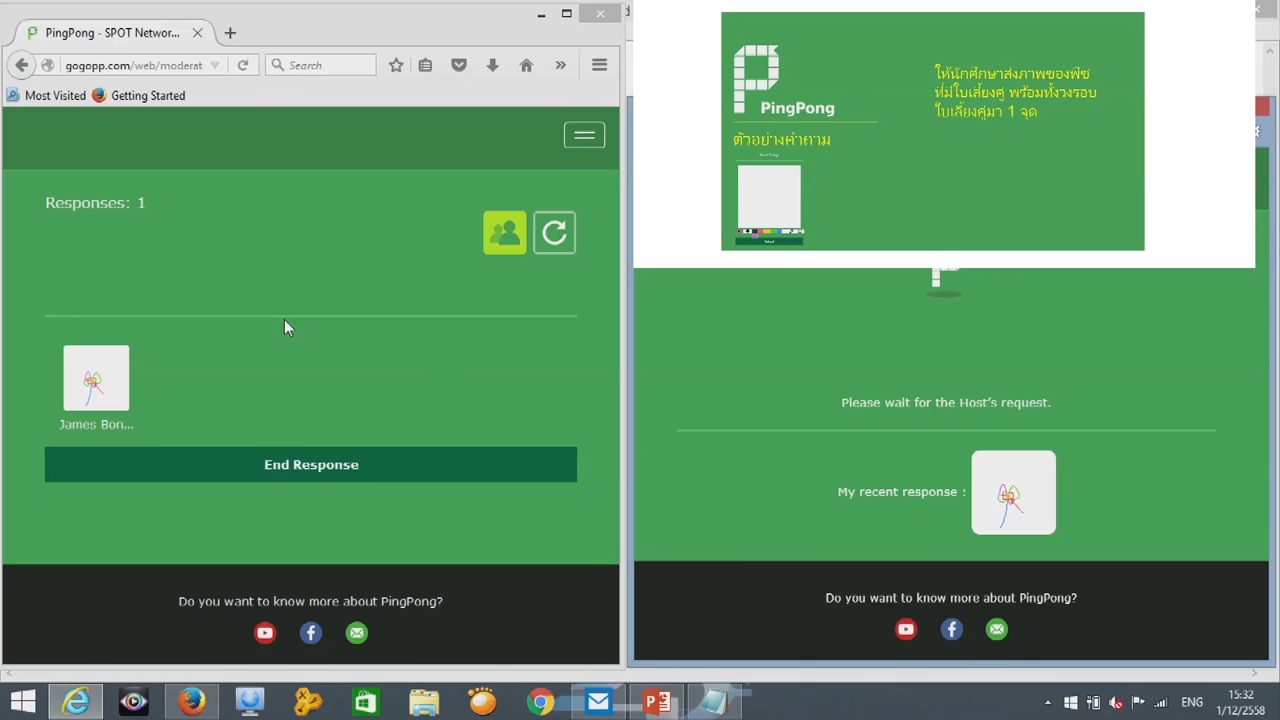 PingPong - SPOT Networ...
gogopp.com/web/moderat
Search
Most Visited
Getting Started
Responses: 1
James Bon...
End Response
Do you want to know more about PingPong?
PingPong
ตัวอย่างคำถาม
ให้นักศึกษาส่งภาพของพืช
ที่มีใบเลี้ยงคู่ พร้อมทั้งวงรอบ
ใบเลี้ยงคู่มา 1 จุด
Please wait for the Host's request.
My recent response :
Do you want to know more about PingPong?
ENG
15:32
1/12/2558